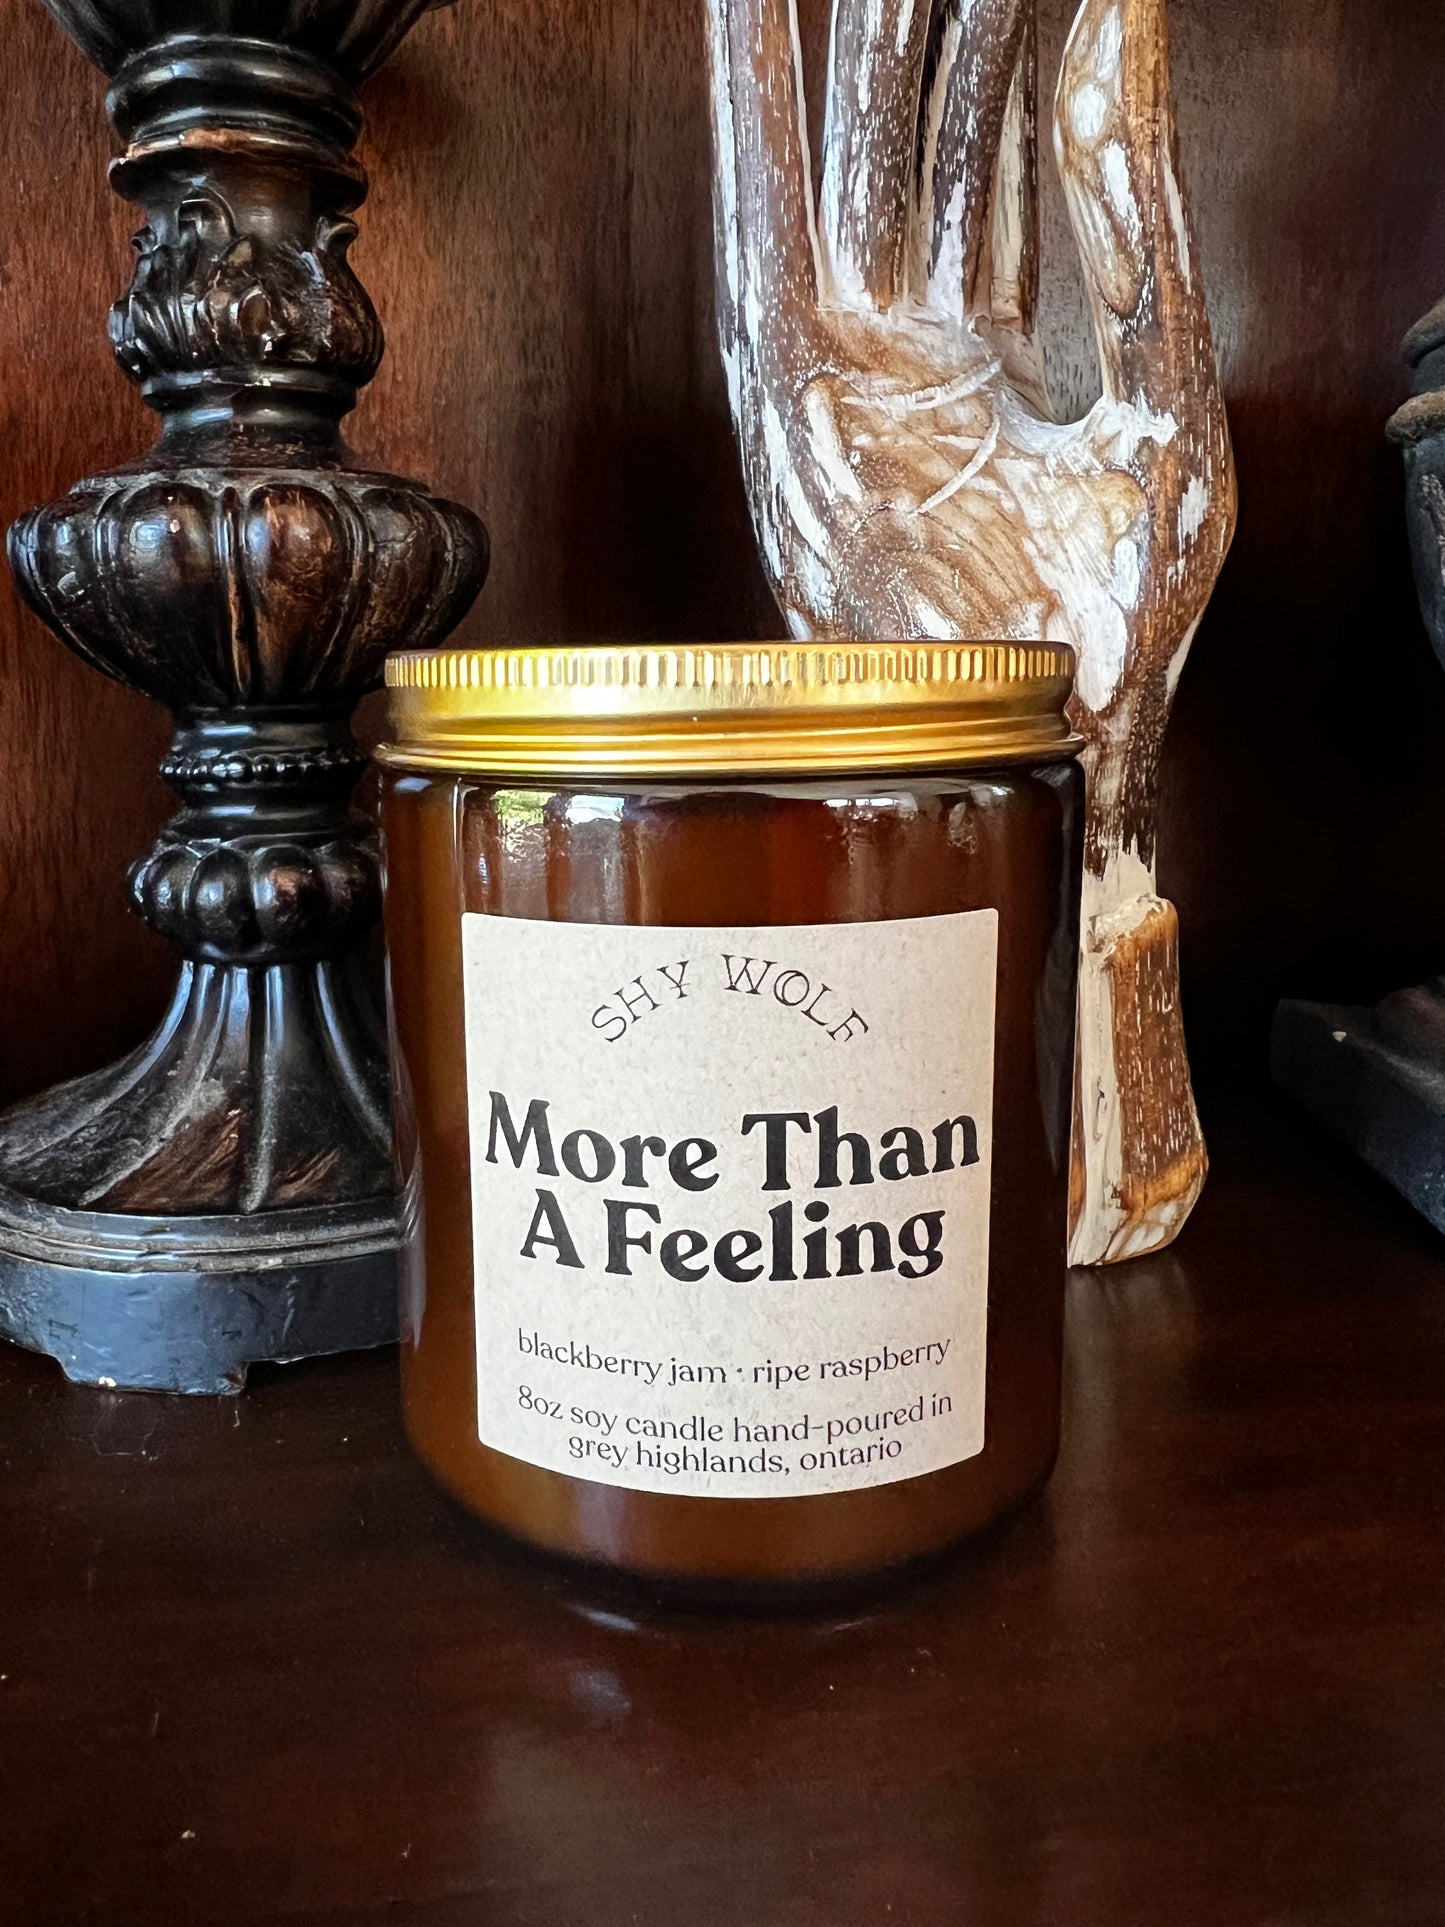 SHY WOLF
More Than
A Feeling
blackberry jam • ripe raspberry
8oz soy candle hand-poured in
grey highlands, ontario